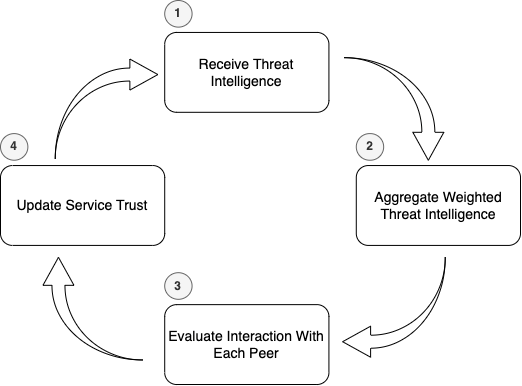 1
Receive Threat
Intelligence
2
Aggregate Weighted
Threat Intelligence
3
Evaluate Interaction With
Each Peer
4
Update Service Trust